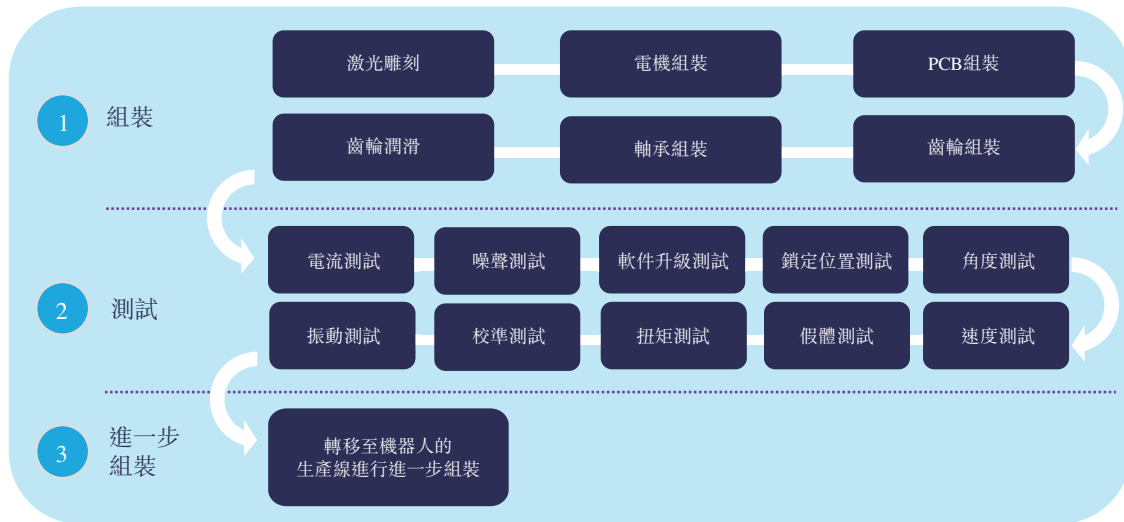 激光雕刻
電機組裝
PCB組裝
1
組裝
齒輪潤滑
軸承組裝
齒輪組裝
電流測試
噪聲測試
軟件升級測試
鎖定位置測試
角度測試
2
測試
振動測試
校準測試
扭矩測試
假體測試
速度測試
3
進一步
組裝
轉移至機器人的
生產線進行進一步組裝